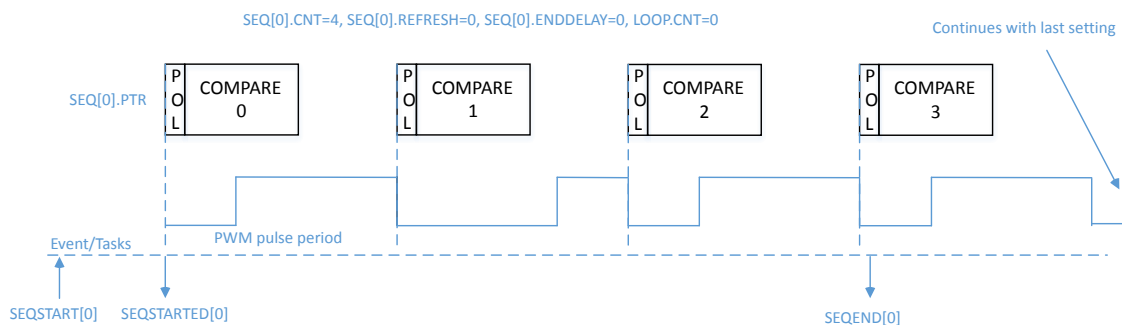 SEQ[0].CNT=4, SEQ[0].REFRESH=0, SEQ[0].ENDDELAY=0, LOOP.CNT=0
Continues with last setting
SEQ[0].PTR
P
O
L
COMPARE
0
P
O
L
COMPARE
1
P
O
L
COMPARE
2
P
O
L
COMPARE
3
Event/Tasks
PWM pulse period
SEQSTART[0]
SEQSTARTED[0]
SEQEND[0]